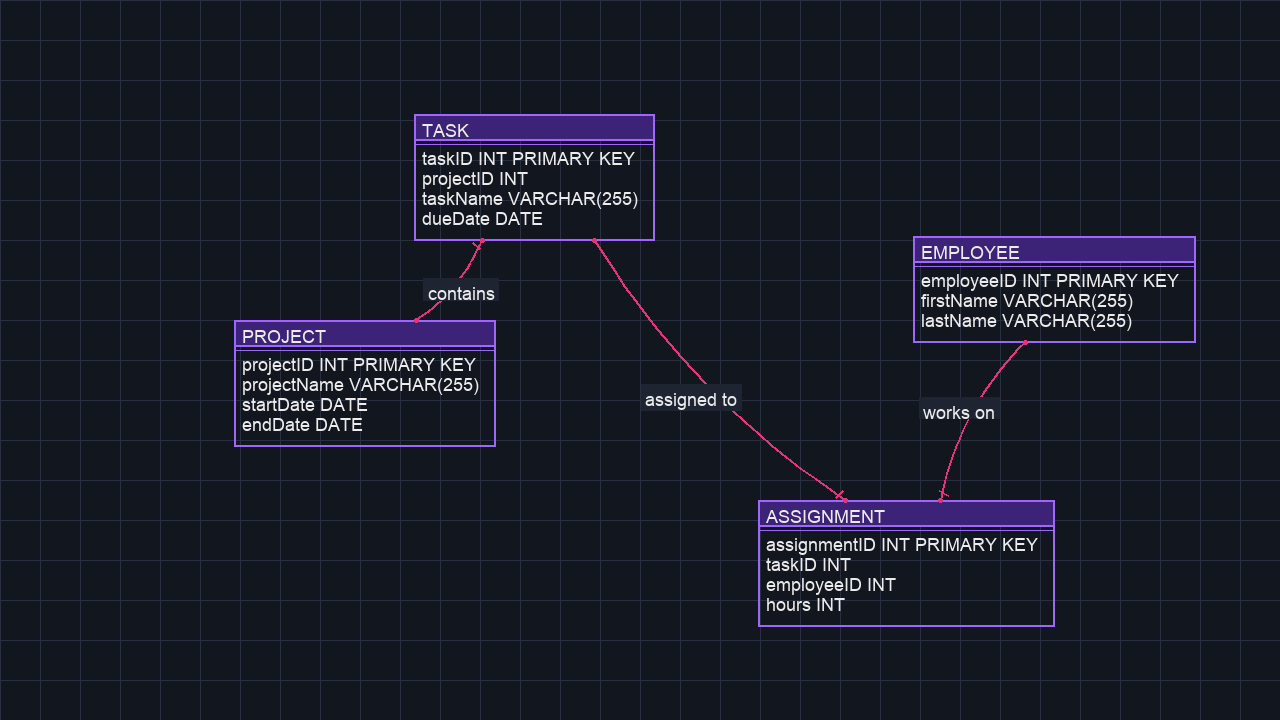 TASK
taskID INT PRIMARY KEY
projectID INT
taskName VARCHAR(255)
dueDate DATE
contains
PROJECT
projectID INT PRIMARY KEY
projectName VARCHAR(255)
startDate DATE
endDate DATE
assigned to
EMPLOYEE
employeeID INT PRIMARY KEY
firstName VARCHAR(255)
lastName VARCHAR(255)
works on
ASSIGNMENT
assignmentID INT PRIMARY KEY
taskID INT
employeeID INT
hours INT